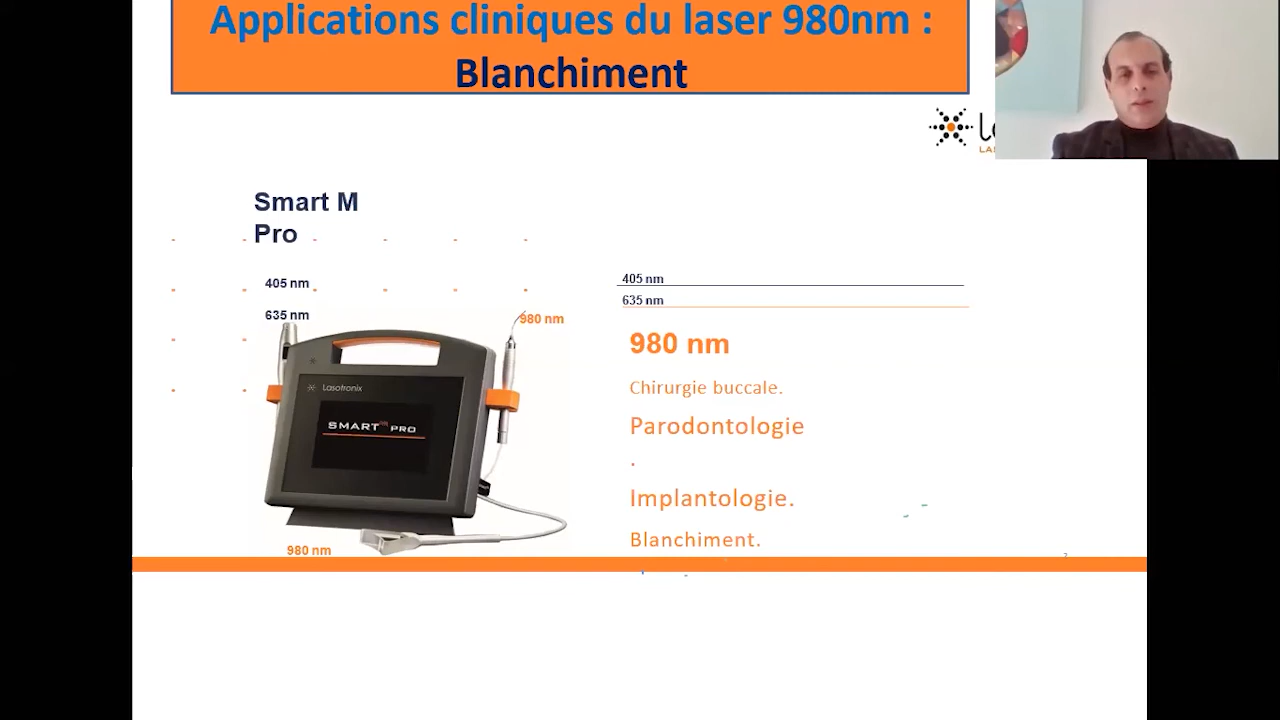 Applications cliniques du laser 980nm :
Blanchiment
Smart M
Pro
405 nm
635 nm
980 nm
Lasotronix
SMART M PRO
980 nm
405 nm
635 nm
980 nm
Chirurgie buccale.
Parodontologie
.
Implantologie.
Blanchiment.